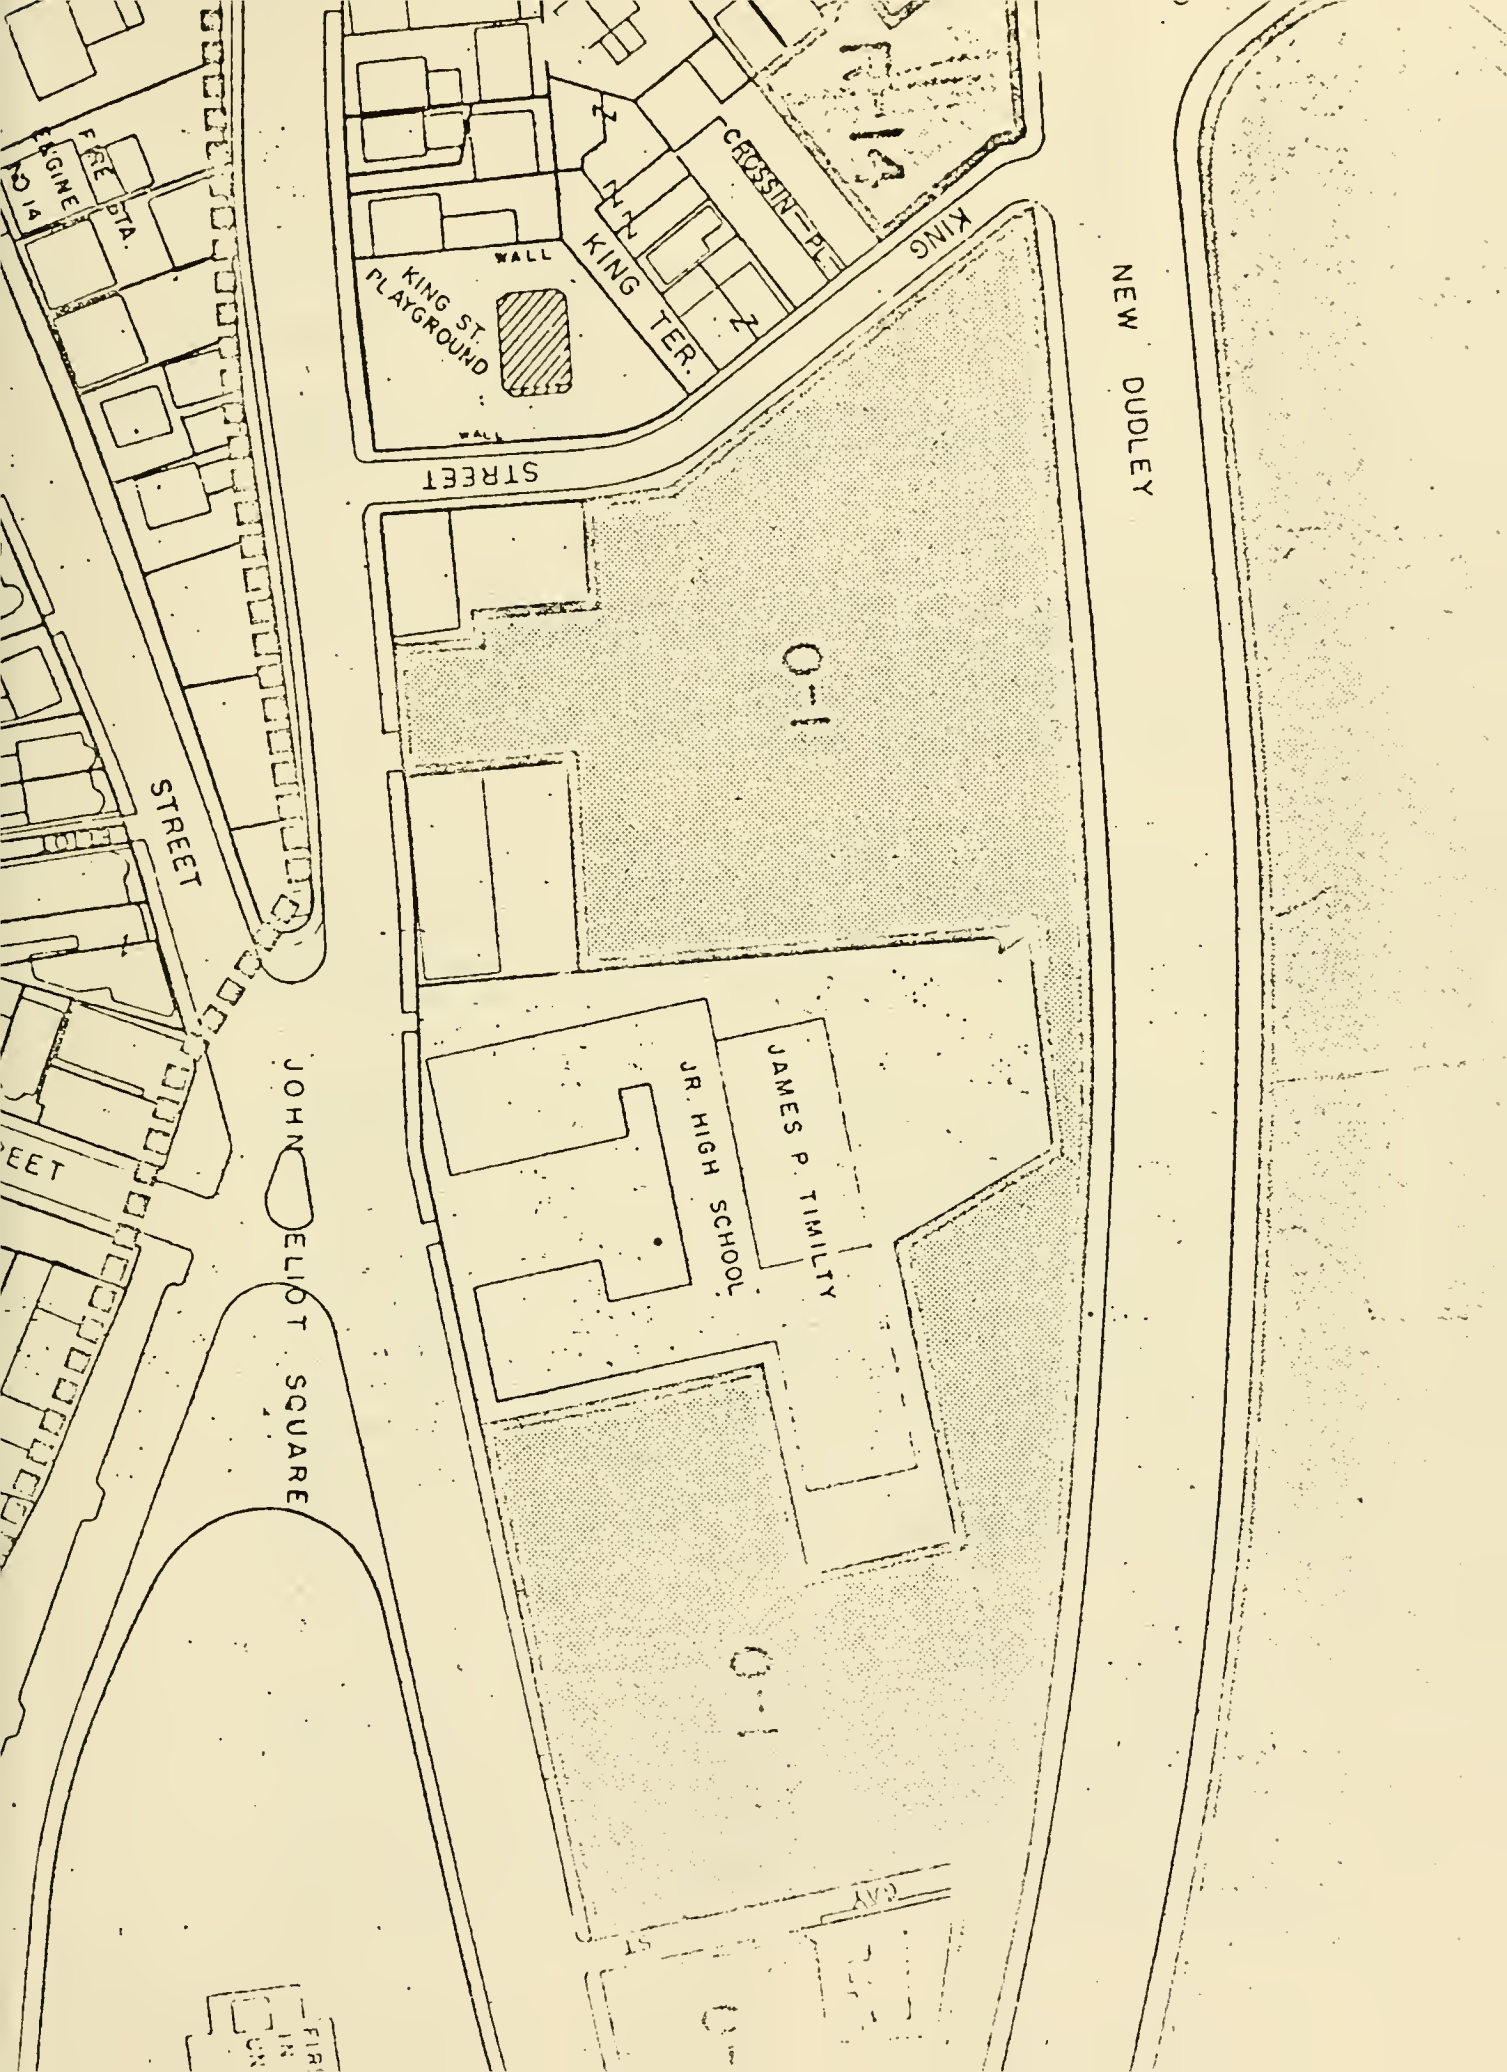 FIRE STA.
ENGINE
NO 14
CROSSIN PL.
KING
STREET
WALL
KING TER.
KING ST.
PLAYGROUND
WALL
NEW DUDLEY
O-1
STREET
JOHN ELIOT SQUARE
JAMES P. TIMILTY
JR. HIGH SCHOOL
O-1
GAY
ST